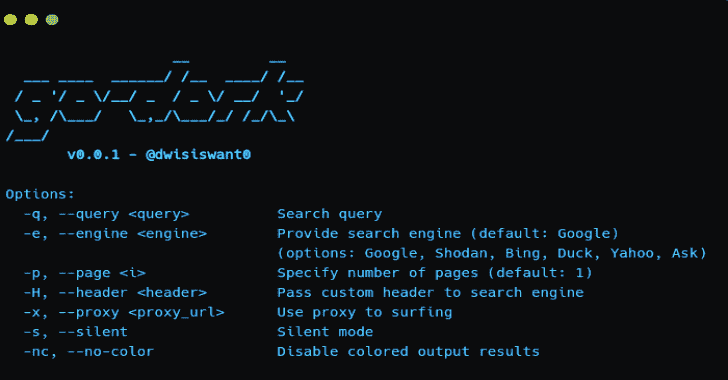 go-dork
v0.0.1 - @dwisiswant0
Options:
-q, --query <query> Search query
-e, --engine <engine> Provide search engine (default: Google)
(options: Google, Shodan, Bing, Duck, Yahoo, Ask)
-p, --page <i> Specify number of pages (default: 1)
-H, --header <header> Pass custom header to search engine
-x, --proxy <proxy_url> Use proxy to surfing
-s, --silent Silent mode
-nc, --no-color Disable colored output results